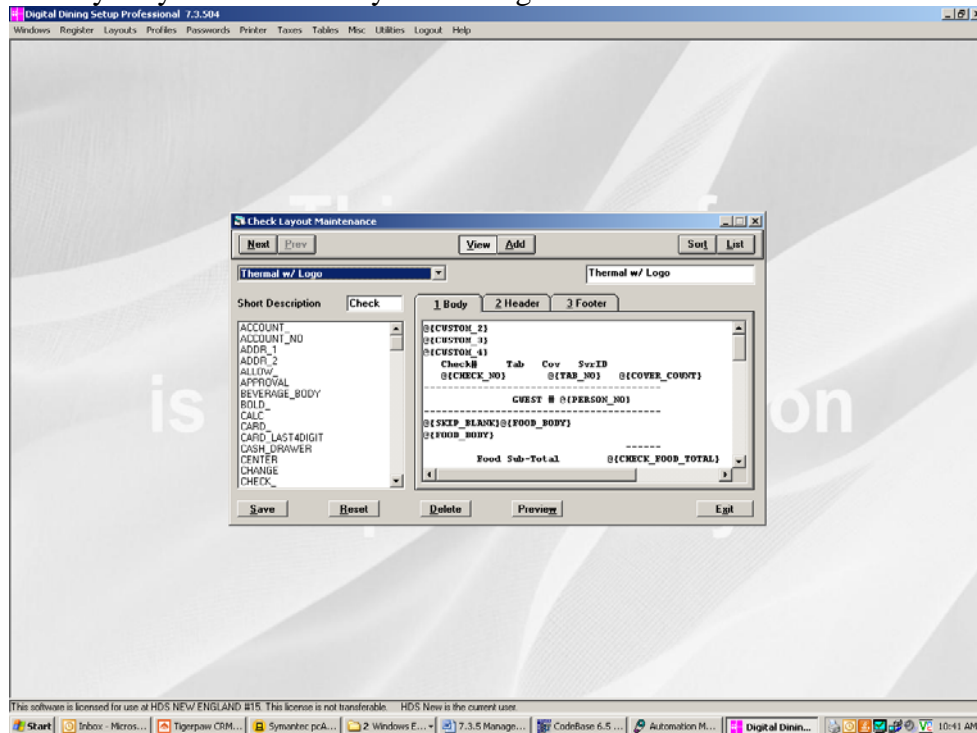 Digital Dining Setup Professional 7.3.504
Windows Register Layouts Profiles Passwords Printer Taxes Tables Misc Utilities Logout Help
is on
Check Layout Maintenance
Next Prev View Add Sort List
Thermal w/ Logo Thermal w/ Logo
Short Description Check 1 Body 2 Header 3 Footer
ACCOUNT_
ACCOUNT_NO
ADDR_1
ADDR_2
ALLOW_
APPROVAL
BEVERAGE_BODY
BOLD_
CALC
CARD_
CARD_LAST4DIGIT
CASH_DRAWER
CENTER
CHANGE
CHECK_
@{CUSTOM_2}
@{CUSTOM_3}
@{CUSTOM_4}
Check# Tab Cov SvrID
@{CHECK_NO} @{TAB_NO} @{COVER_COUNT}
------------------------------------------
GUEST # @{PERSON_NO}
------------------------------------------
@{SKIP_BLANK}@{FOOD_BODY}
@{FOOD_BODY}
------
Food Sub-Total @{CHECK_FOOD_TOTAL}
Save Reset Delete Preview Exit
This software is licensed for use at HDS NEW ENGLAND #15. This license is not transferable. HDS New is the current user.
Start Inbox - Micros... Tigerpaw CRM... Symantec pcA... 2 Windows E... 7.3.5 Manage... CodeBase 6.5 ... Automation M... Digital Dinin... 10:41 AM